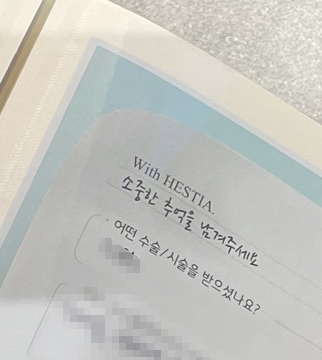 With HESTIA.
소중한 추억을 남겨주세요
· 어떤 수술/시술을 받으셨나요?